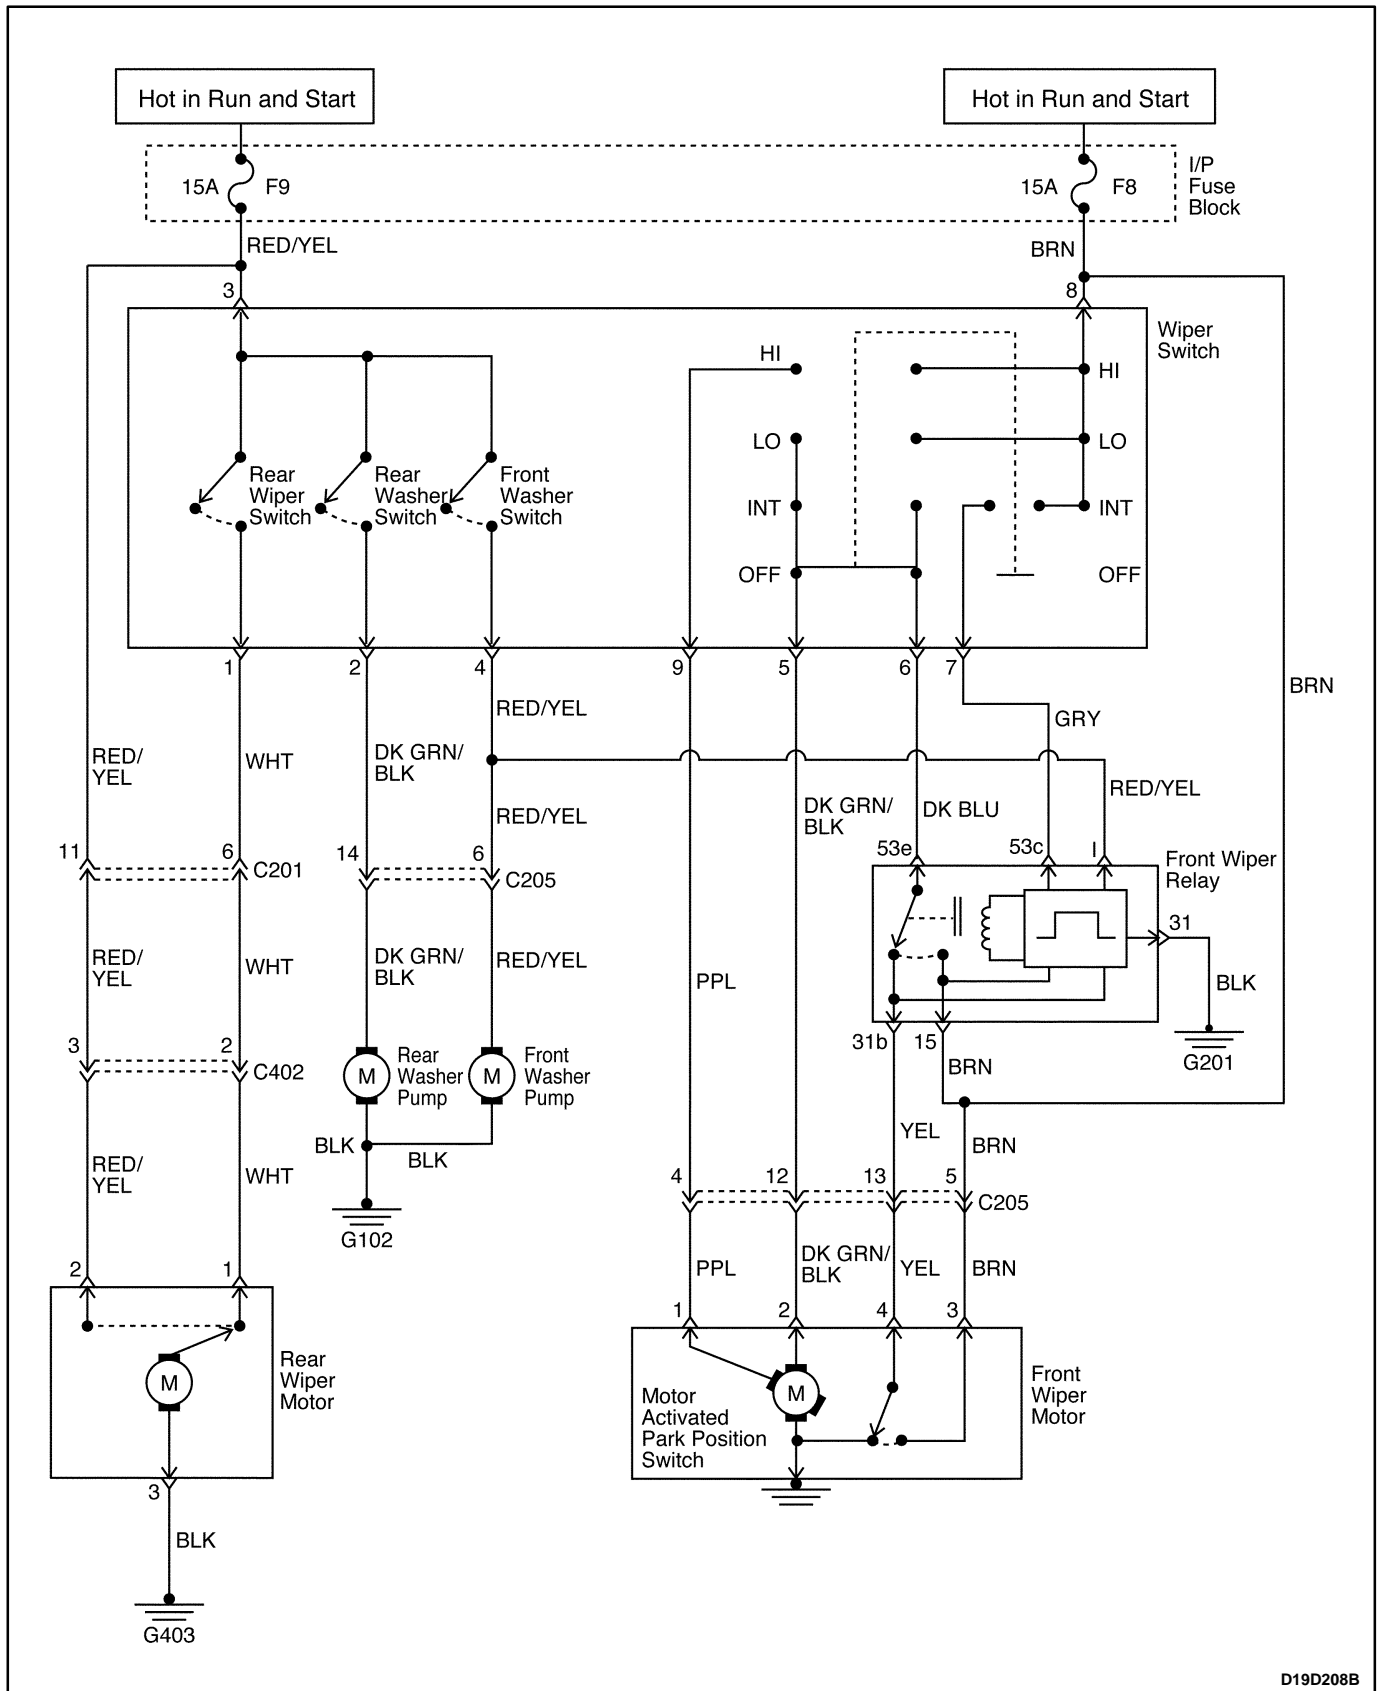 Hot in Run and Start
Hot in Run and Start
15A
F9
15A
F8
I/P
Fuse
Block
RED/YEL
BRN
3
8
Wiper
Switch
HI
HI
LO
LO
Rear
Wiper
Switch
Rear
Washer
Switch
Front
Washer
Switch
INT
INT
OFF
OFF
1
2
4
9
5
6
7
BRN
RED/YEL
GRY
RED/
YEL
WHT
DK GRN/
BLK
RED/YEL
DK GRN/
BLK
DK BLU
RED/YEL
11
6
C201
14
6
C205
53e
53c
I
Front Wiper
Relay
31
RED/
YEL
WHT
DK GRN/
BLK
RED/YEL
PPL
BLK
31b
15
G201
3
2
C402
M
Rear
Washer
Pump
M
Front
Washer
Pump
BRN
BLK
BLK
YEL
BRN
RED/
YEL
WHT
4
12
13
5
C205
G102
PPL
DK GRN/
BLK
YEL
BRN
2
1
1
2
4
3
M
Rear
Wiper
Motor
Motor
Activated
Park Position
Switch
M
Front
Wiper
Motor
3
BLK
G403
D19D208B